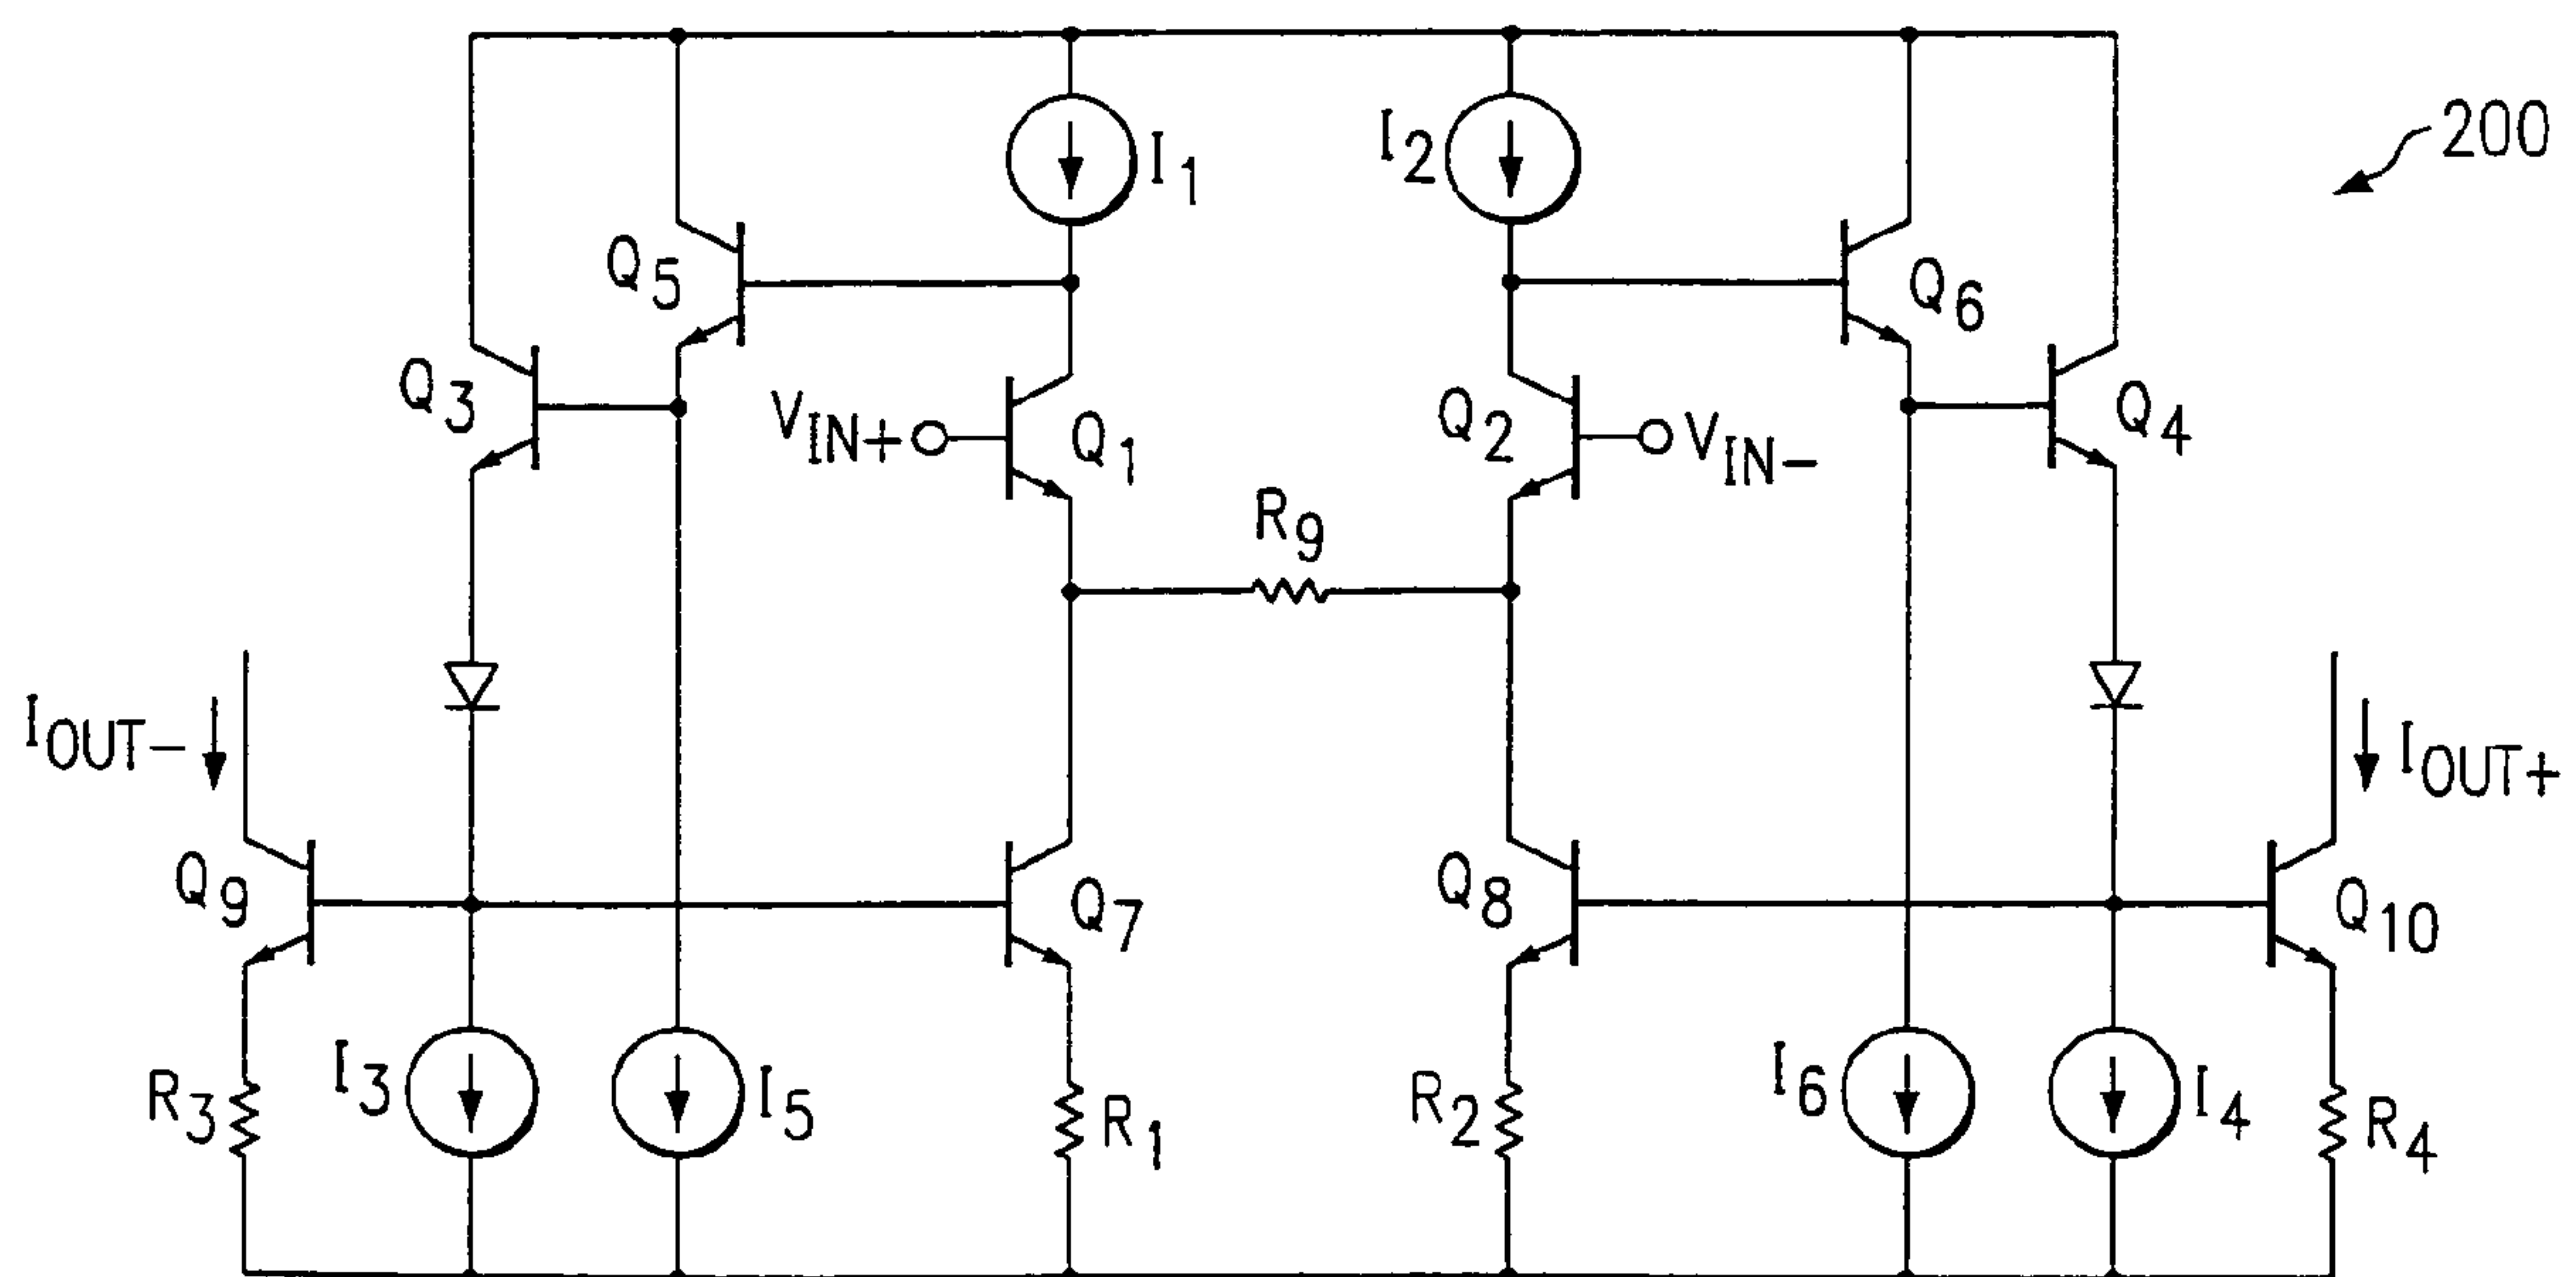 I1
I2
200
Q5
Q6
Q3
VIN+
Q1
Q2
VIN-
Q4
R9
IOUT-
IOUT+
Q9
Q7
Q8
Q10
R3
I3
I5
R1
R2
I6
I4
R4